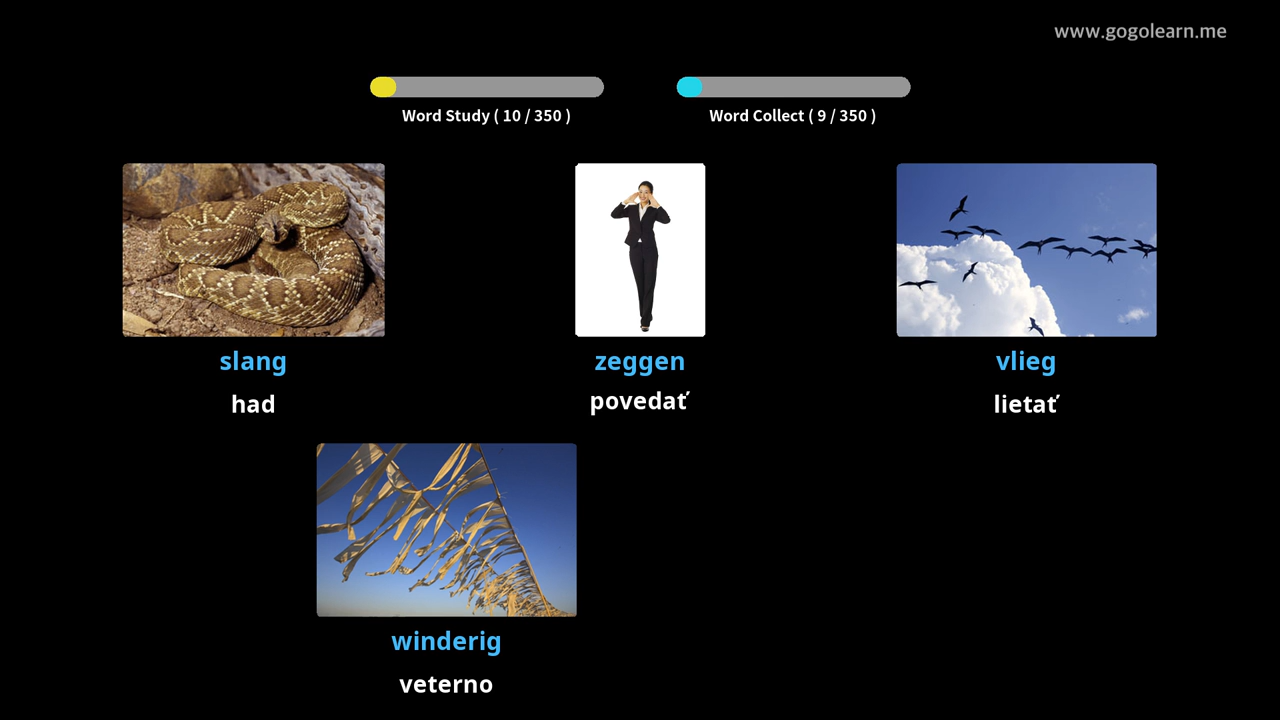 www.gogolearn.me
Word Study ( 10 / 350 )
Word Collect ( 9 / 350 )
slang
zeggen
vlieg
had
povedať
lietať
winderig
veterno